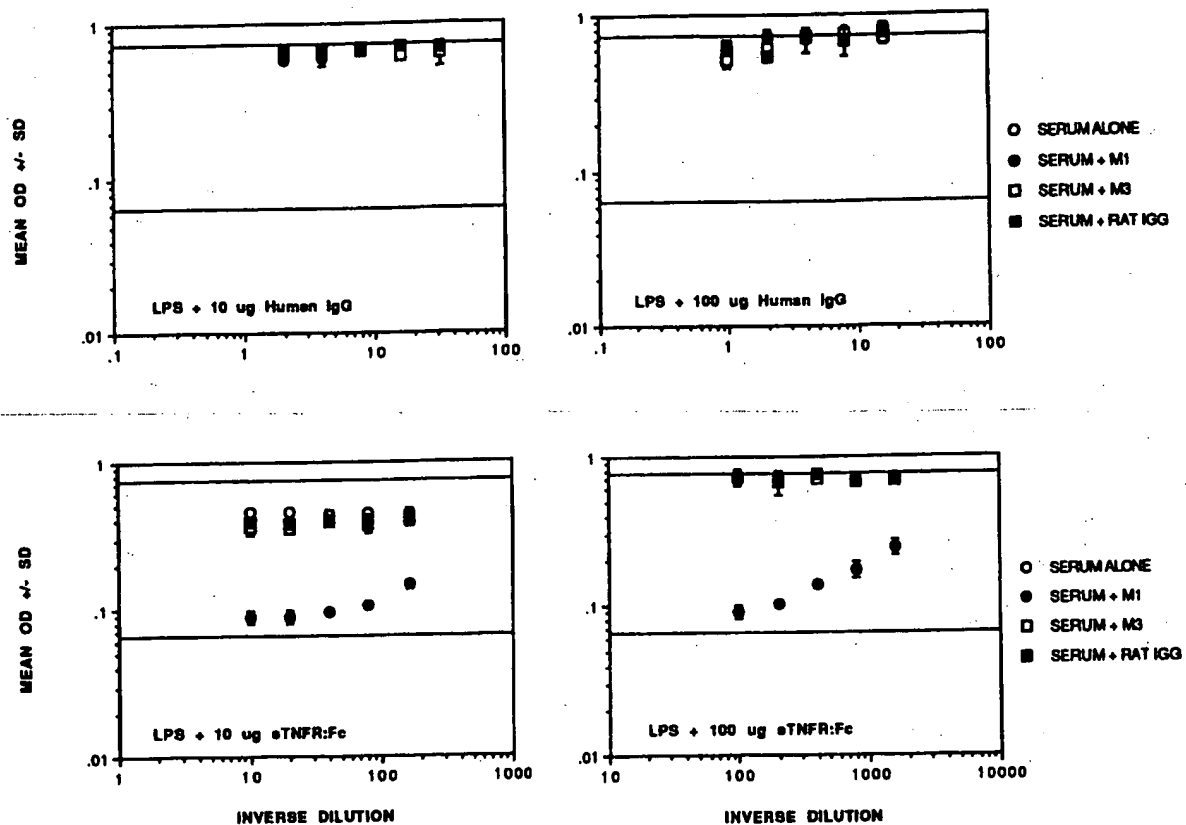 MEAN OD +/- SD
1
.1
.01
.1 1 10 100
LPS + 10 ug Human IgG
1
.1
.01
.1 1 10 100
LPS + 100 ug Human IgG
SERUM ALONE
SERUM + M1
SERUM + M3
SERUM + RAT IGG
MEAN OD +/- SD
1
.1
.01
1 10 100 1000
LPS + 10 ug sTNFR:Fc
INVERSE DILUTION
1
.1
.01
10 100 1000 10000
LPS + 100 ug sTNFR:Fc
INVERSE DILUTION
SERUM ALONE
SERUM + M1
SERUM + M3
SERUM + RAT IGG